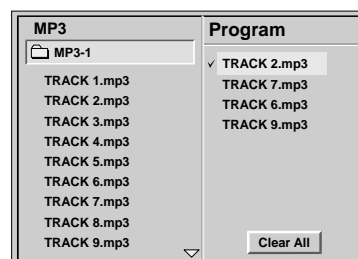 MP3
MP3-1
TRACK 1.mp3
TRACK 2.mp3
TRACK 3.mp3
TRACK 4.mp3
TRACK 5.mp3
TRACK 6.mp3
TRACK 7.mp3
TRACK 8.mp3
TRACK 9.mp3
Program
✓ TRACK 2.mp3
TRACK 7.mp3
TRACK 6.mp3
TRACK 9.mp3
Clear All